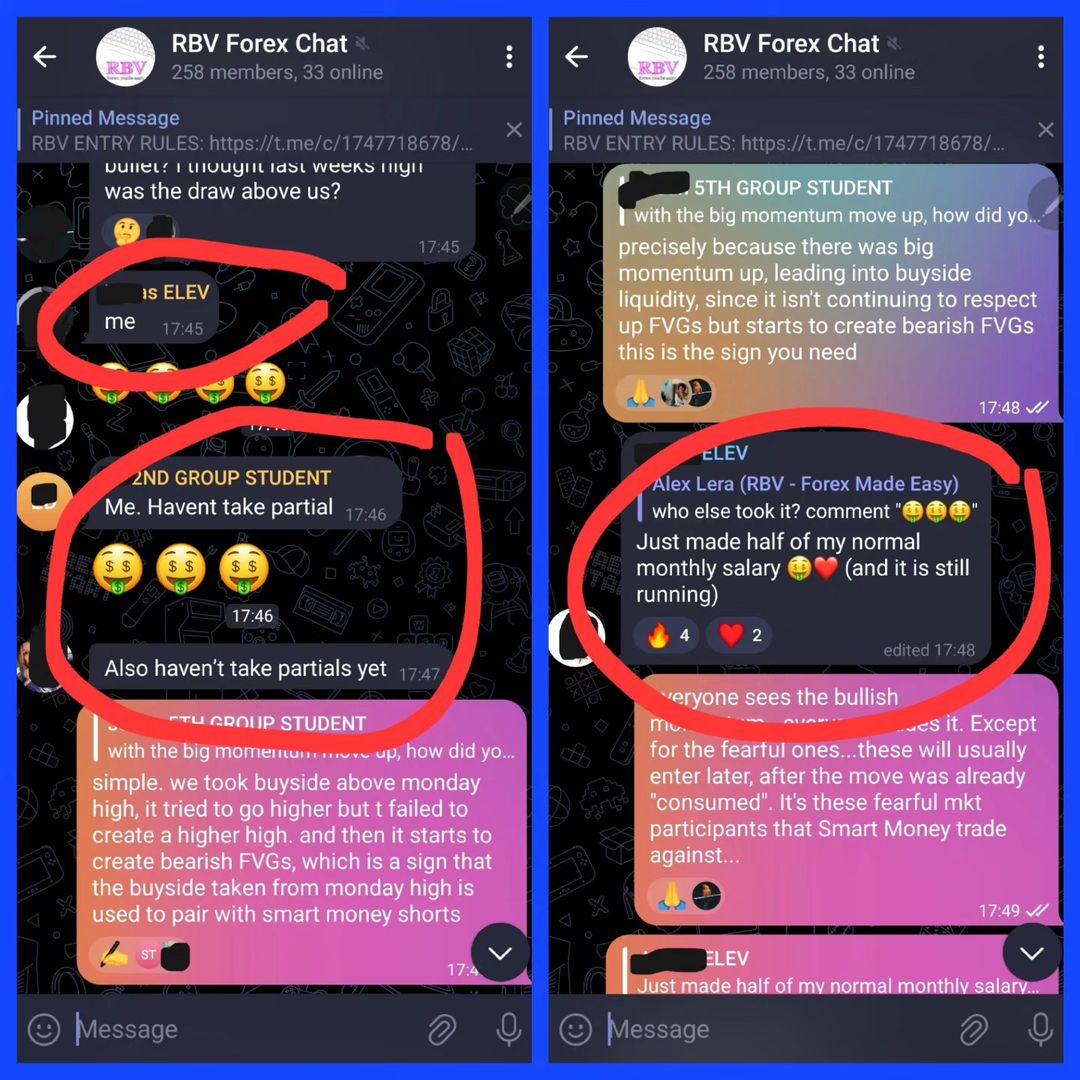 RBV Forex Chat
258 members, 33 online
Pinned Message
RBV ENTRY RULES: https://t.me/c/1747718678/...
bullet? I thought last weeks high
was the draw above us?
17:45
as ELEV
me 17:45
2ND GROUP STUDENT
Me. Havent take partial 17:46
17:46
Also haven't take partials yet 17:47
5TH GROUP STUDENT
with the big momentum move up, how did yo...
simple. we took buyside above monday
high, it tried to go higher but t failed to
create a higher high. and then it starts to
create bearish FVGs, which is a sign that
the buyside taken from monday high is
used to pair with smart money shorts
ST
17:4
Message
RBV Forex Chat
258 members, 33 online
Pinned Message
RBV ENTRY RULES: https://t.me/c/1747718678/...
5TH GROUP STUDENT
with the big momentum move up, how did yo...
precisely because there was big
momentum up, leading into buyside
liquidity, since it isn't continuing to respect
up FVGs but starts to create bearish FVGs
this is the sign you need
17:48
ELEV
Alex Lera (RBV - Forex Made Easy)
who else took it? comment "🤑🤑🤑"
Just made half of my normal
monthly salary 🤑❤️ (and it is still
running)
🔥 4 ❤️ 2
edited 17:48
everyone sees the bullish
it. Except
for the fearful ones...these will usually
enter later, after the move was already
"consumed". It's these fearful mkt
participants that Smart Money trade
against...
17:49
ELEV
Just made half of my normal monthly salary...
Message